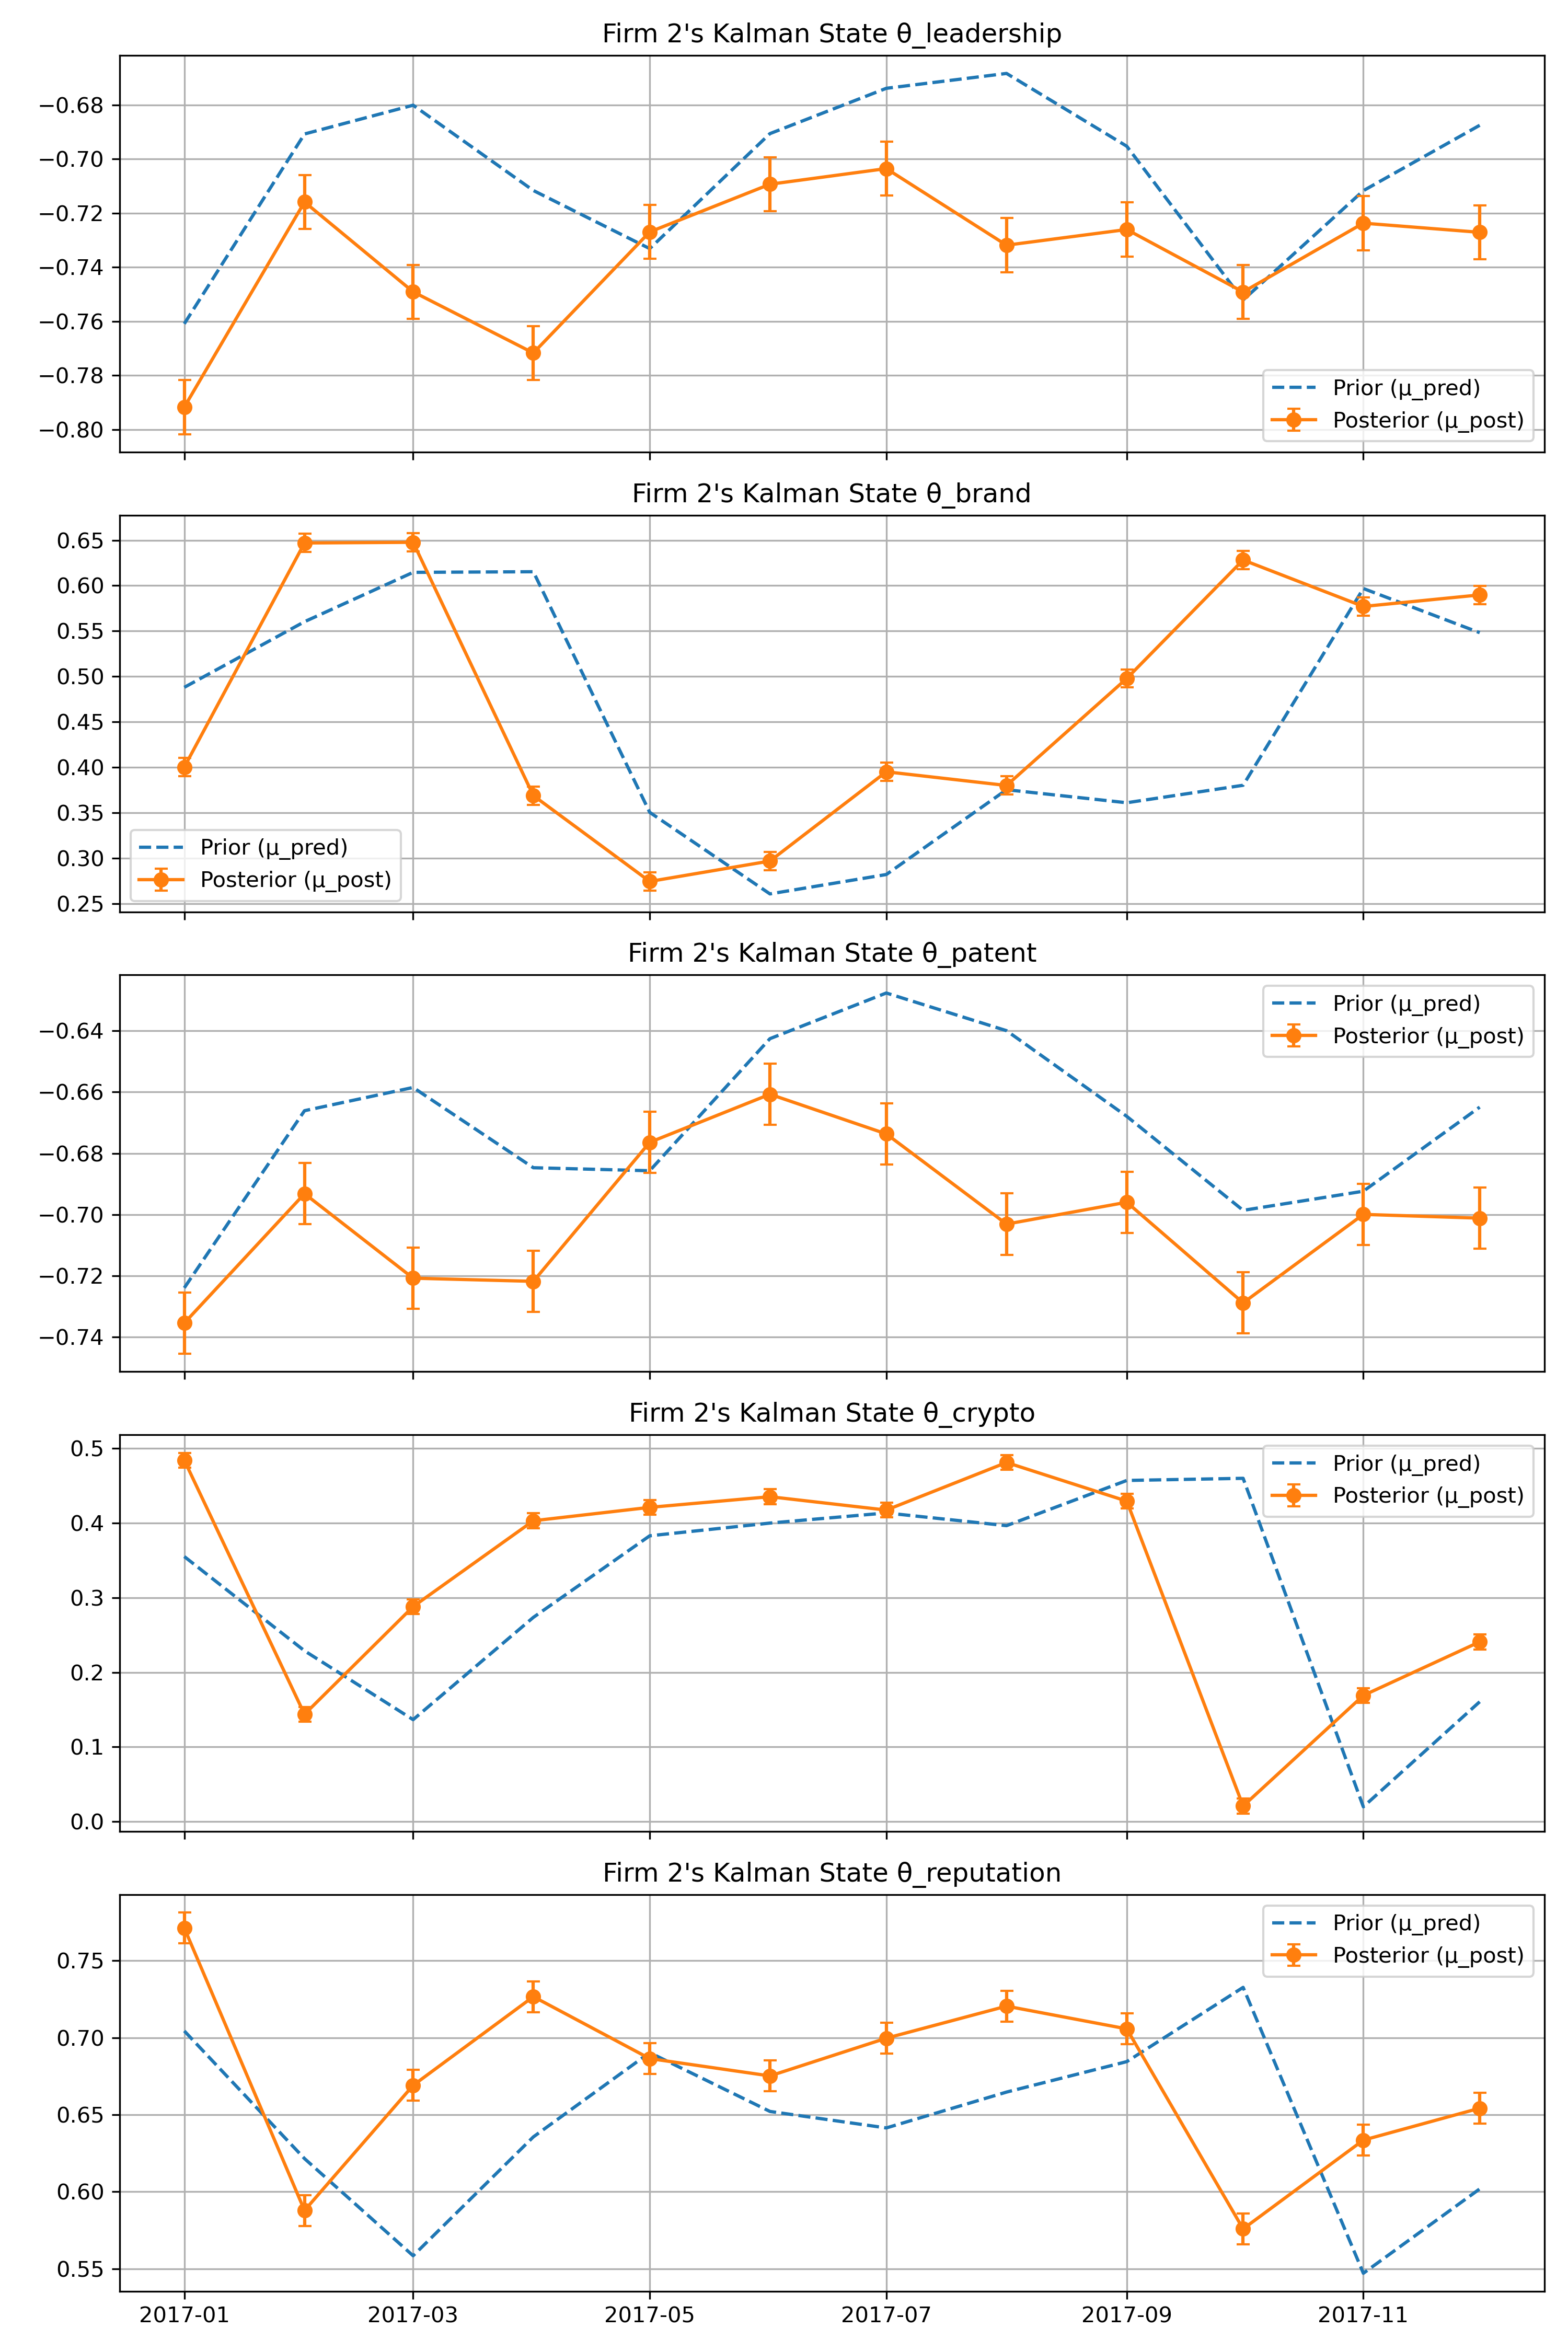 Firm 2's Kalman State θ_leadership
−0.68
−0.70
−0.72
−0.74
−0.76
−0.78
−0.80
Prior (μ_pred)
Posterior (μ_post)
Firm 2's Kalman State θ_brand
0.65
0.60
0.55
0.50
0.45
0.40
0.35
0.30
0.25
Prior (μ_pred)
Posterior (μ_post)
Firm 2's Kalman State θ_patent
−0.64
−0.66
−0.68
−0.70
−0.72
−0.74
Prior (μ_pred)
Posterior (μ_post)
Firm 2's Kalman State θ_crypto
0.5
0.4
0.3
0.2
0.1
0.0
Prior (μ_pred)
Posterior (μ_post)
Firm 2's Kalman State θ_reputation
0.75
0.70
0.65
0.60
0.55
Prior (μ_pred)
Posterior (μ_post)
2017-01 2017-03 2017-05 2017-07 2017-09 2017-11